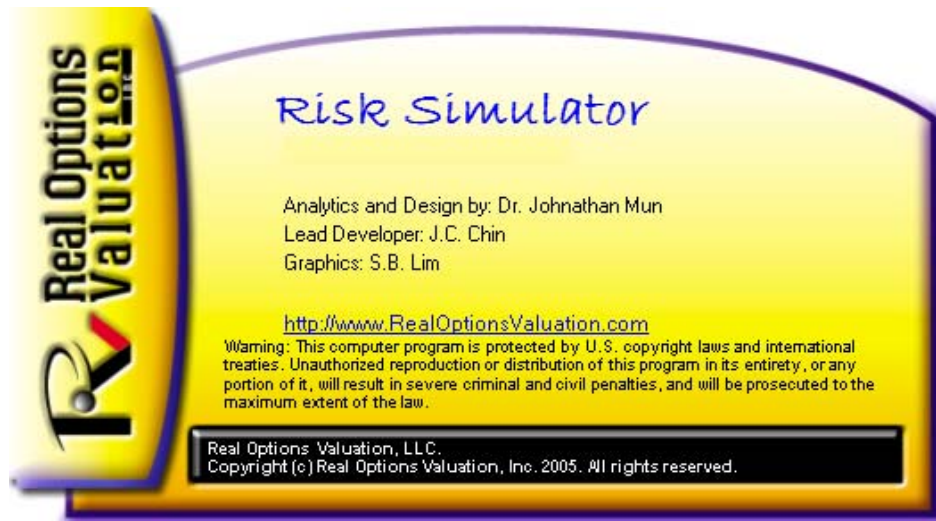 Real Options
Valuation
INC
Risk Simulator
Analytics and Design by: Dr. Johnathan Mun
Lead Developer: J.C. Chin
Graphics: S.B. Lim
http://www.RealOptionsValuation.com
Warning: This computer program is protected by U.S. copyright laws and international
treaties. Unauthorized reproduction or distribution of this program in its entirety, or any
portion of it, will result in severe criminal and civil penalties, and will be prosecuted to the
maximum extent of the law.
Real Options Valuation, LLC.
Copyright (c) Real Options Valuation, Inc. 2005. All rights reserved.